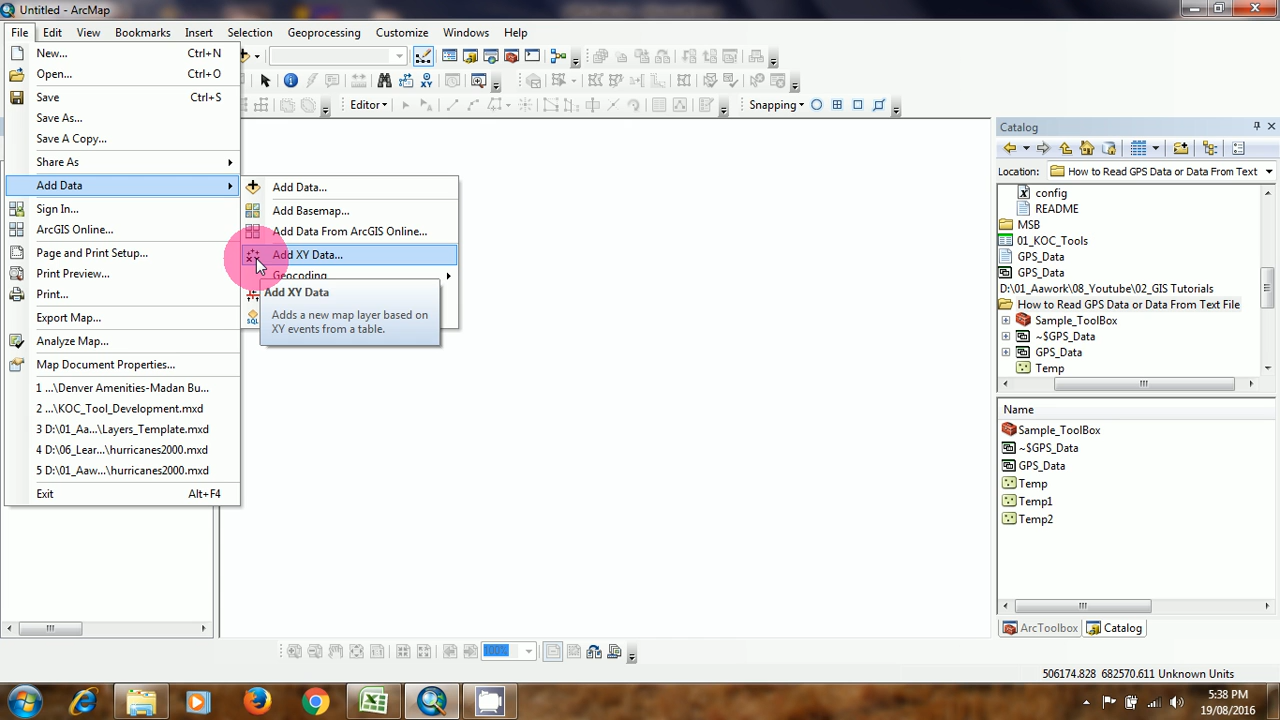 Untitled - ArcMap
File Edit View Bookmarks Insert Selection Geoprocessing Customize Windows Help
New... Ctrl+N
Open... Ctrl+O
Save Ctrl+S
Save As...
Save A Copy...
Share As
Add Data
Sign In...
ArcGIS Online...
Page and Print Setup...
Print Preview...
Print...
Export Map...
Analyze Map...
Map Document Properties...
1 ...\Denver Amenities-Madan Bu...
2 ...\KOC_Tool_Development.mxd
3 D:\01_Aa...\Layers_Template.mxd
4 D:\06_Lear...\hurricanes2000.mxd
5 D:\01_Aaw...\hurricanes2000.mxd
Exit Alt+F4
Add Data...
Add Basemap...
Add Data From ArcGIS Online...
Add XY Data...
Geocoding
Add XY Data
Adds a new map layer based on
XY events from a table.
SQL
XY
Editor
Snapping
Catalog
Location: How to Read GPS Data or Data From Text
config
README
MSB
01_KOC_Tools
GPS_Data
GPS_Data
D:\01_Aawork\08_Youtube\02_GIS Tutorials
How to Read GPS Data or Data From Text File
Sample_ToolBox
~$GPS_Data
GPS_Data
Temp
Name
Sample_ToolBox
~$GPS_Data
GPS_Data
Temp
Temp1
Temp2
ArcToolbox Catalog
100%
506174.828 682570.611 Unknown Units
5:38 PM
19/08/2016